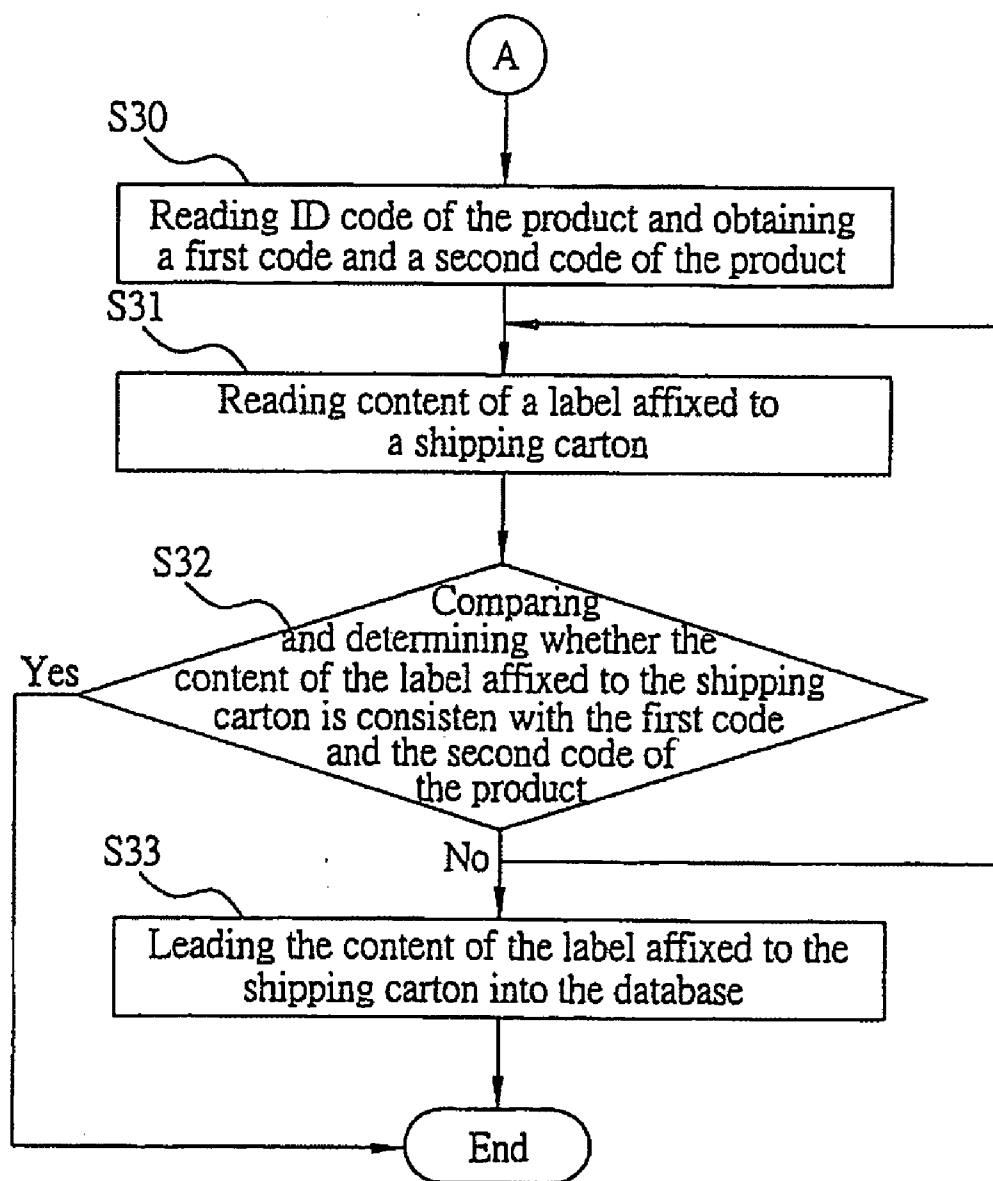 A
S30
Reading ID code of the product and obtaining
a first code and a second code of the product
S31
Reading content of a label affixed to
a shipping carton
S32
Comparing
and determining whether the
content of the label affixed to the shipping
carton is consisten with the first code
and the second code of
the product
Yes
No
S33
Leading the content of the label affixed to the
shipping carton into the database
End